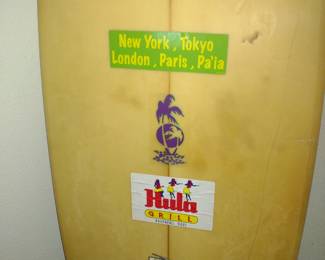 New York , Tokyo
London , Paris , Pa'ia
Hula
GRILL